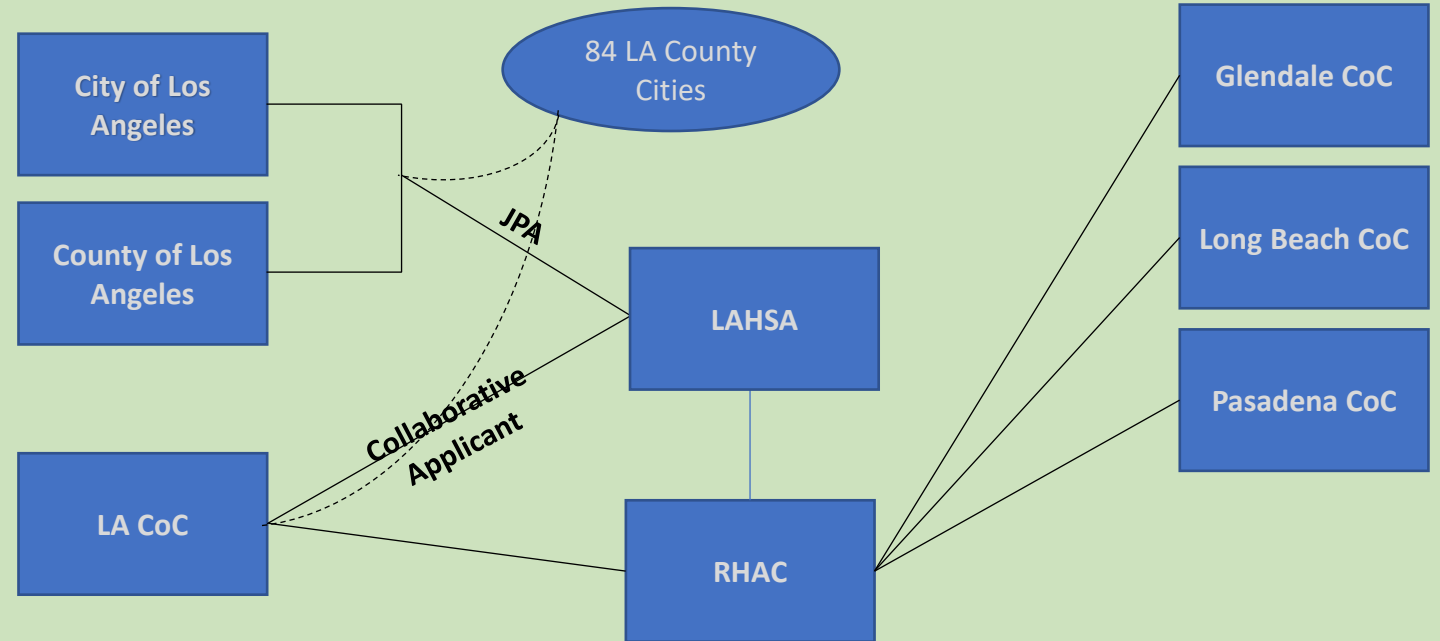 City of Los
Angeles
84 LA County
Cities
Glendale CoC
County of Los
Angeles
JPA
Long Beach CoC
LAHSA
Pasadena CoC
Collaborative
Applicant
LA CoC
RHAC